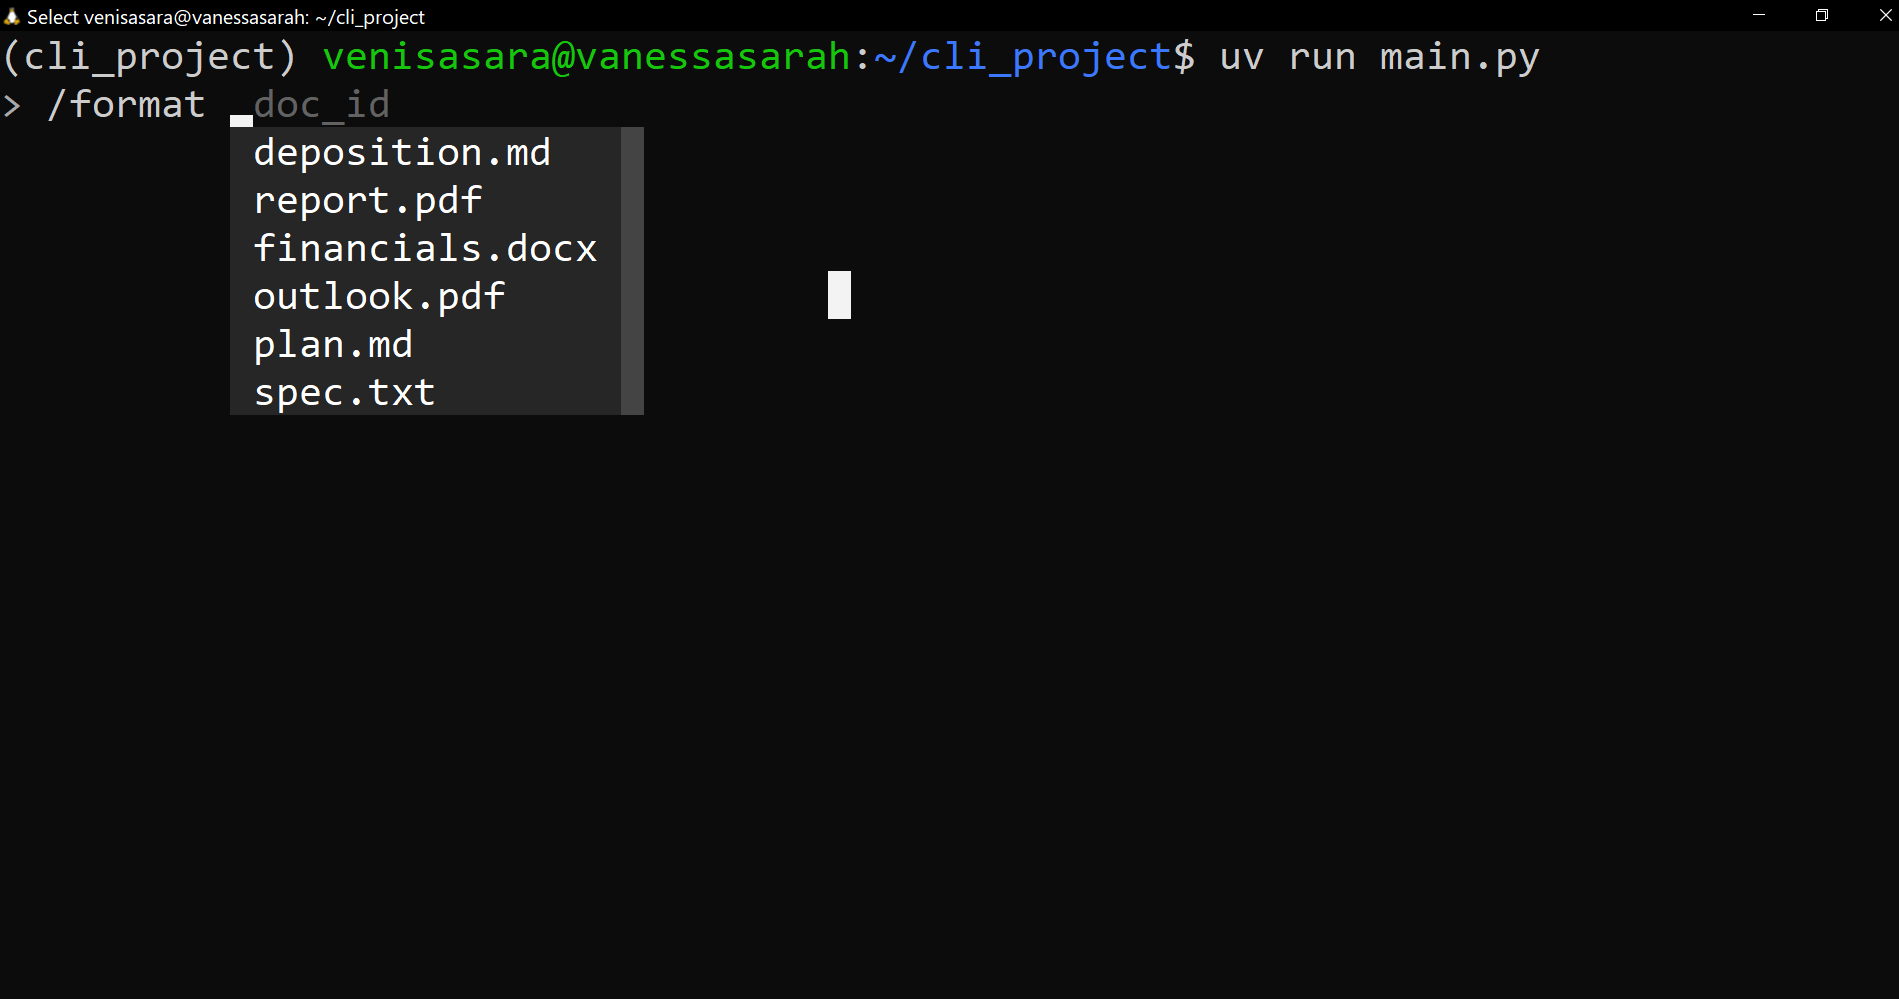 Select venisasara@vanessasarah: ~/cli_project
(cli_project) venisasara@vanessasarah:~/cli_project$ uv run main.py
> /format doc_id
deposition.md
report.pdf
financials.docx
outlook.pdf
plan.md
spec.txt